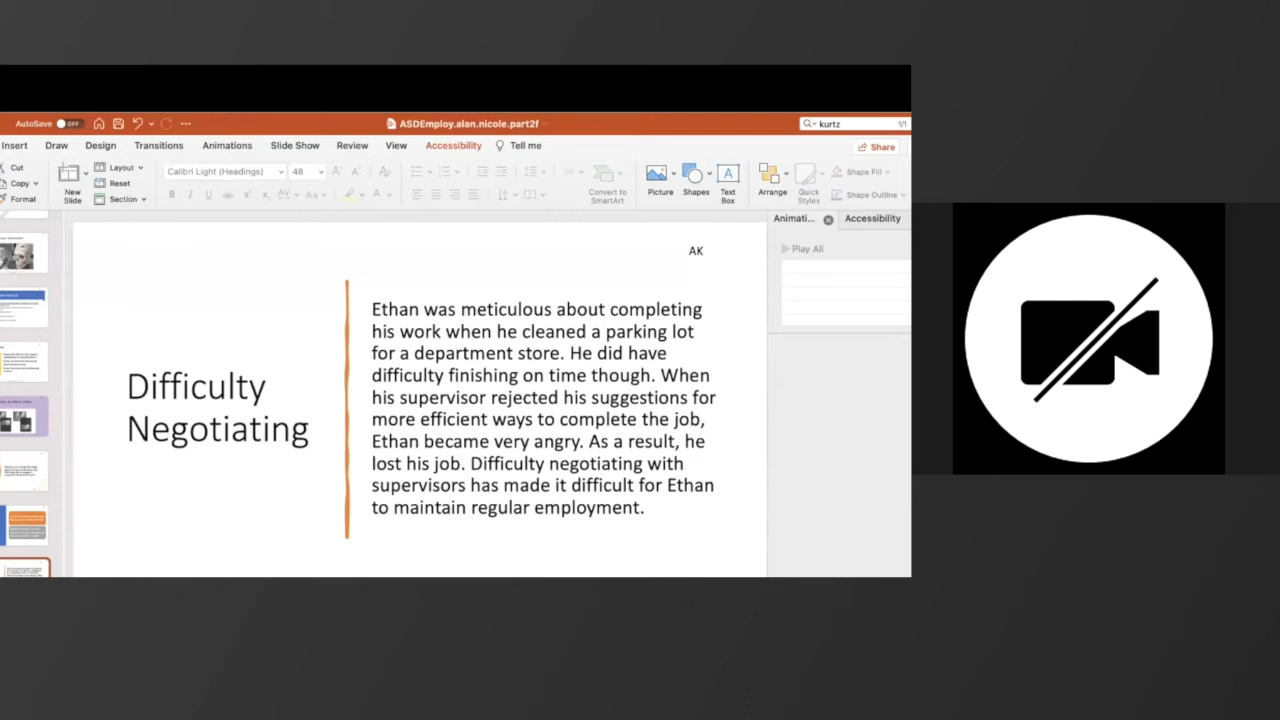 AutoSave OFF ASDEmploy.alan.nicole.part2f kurtz 1/1
Insert Draw Design Transitions Animations Slide Show Review View Accessibility Tell me Share
Cut
Copy
Format
New Slide
Layout
Reset
Section
Calibri Light (Headings) 48
B I U ab X X AV Aa A
Convert to SmartArt
Picture
Shapes
Text Box
Arrange
Quick Styles
Shape Fill
Shape Outline
Animati... Accessibility
Play All
AK
Difficulty
Negotiating
Ethan was meticulous about completing
his work when he cleaned a parking lot
for a department store. He did have
difficulty finishing on time though. When
his supervisor rejected his suggestions for
more efficient ways to complete the job,
Ethan became very angry. As a result, he
lost his job. Difficulty negotiating with
supervisors has made it difficult for Ethan
to maintain regular employment.